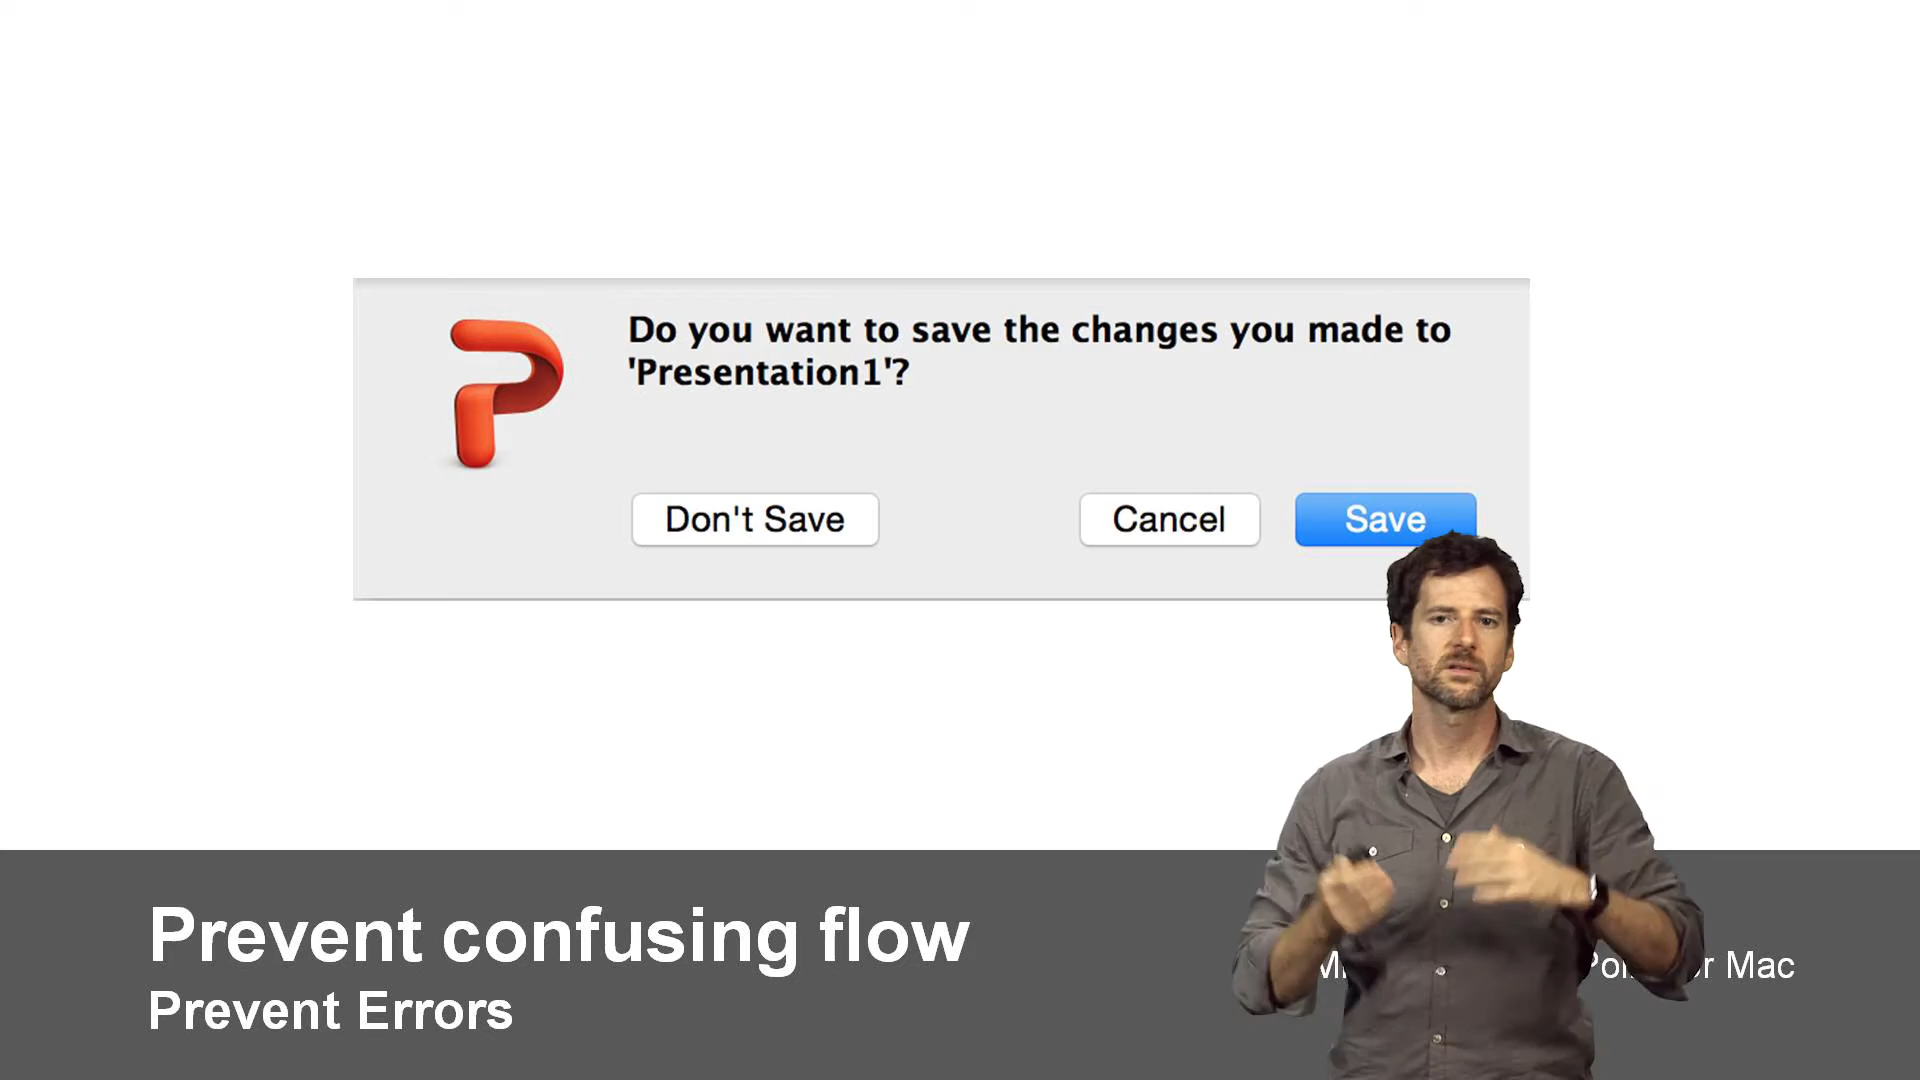 Do you want to save the changes you made to
'Presentation1'?
Don't Save
Cancel
Save
Prevent confusing flow
Prevent Errors
Mac